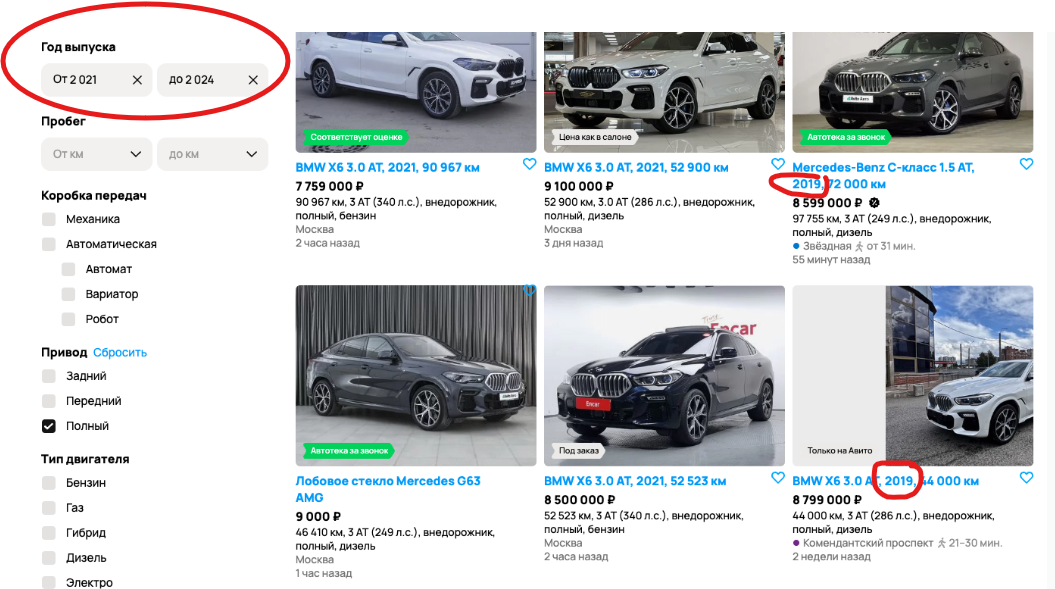 Год выпуска
От 2 021
до 2 024
Пробег
От км
до км
Коробка передач
Механика
Автоматическая
Автомат
Вариатор
Робот
Привод Сбросить
Задний
Передний
Полный
Тип двигателя
Бензин
Газ
Гибрид
Дизель
Электро
Соответствует оценке
BMW X6 3.0 AT, 2021, 90 967 км
7 759 000 ₽
90 967 км, 3 AT (340 л.с.), внедорожник,
полный, бензин
Москва
2 часа назад
Цена как в салоне
BMW X6 3.0 AT, 2021, 52 900 км
9 100 000 ₽
52 900 км, 3.0 AT (286 л.с.), внедорожник,
полный, дизель
Москва
3 дня назад
Автотека за звонок
Mercedes-Benz C-класс 1.5 AT,
2019, 72 000 км
8 599 000 ₽
97 755 км, 3 AT (249 л.с.), внедорожник,
полный, дизель
Звёздная от 31 мин.
55 минут назад
Автотека за звонок
Лобовое стекло Mercedes G63
AMG
9 000 ₽
46 410 км, 3 AT (249 л.с.), внедорожник,
полный, дизель
Москва
1 час назад
Encar
Encar
Под заказ
BMW X6 3.0 AT, 2021, 52 523 км
8 500 000 ₽
52 523 км, 3 AT (340 л.с.), внедорожник,
полный, бензин
Москва
2 часа назад
Только на Авито
BMW X6 3.0 AT, 2019, 44 000 км
8 799 000 ₽
44 000 км, 3 AT (286 л.с.), внедорожник,
полный, дизель
Комендантский проспект 21–30 мин.
2 недели назад